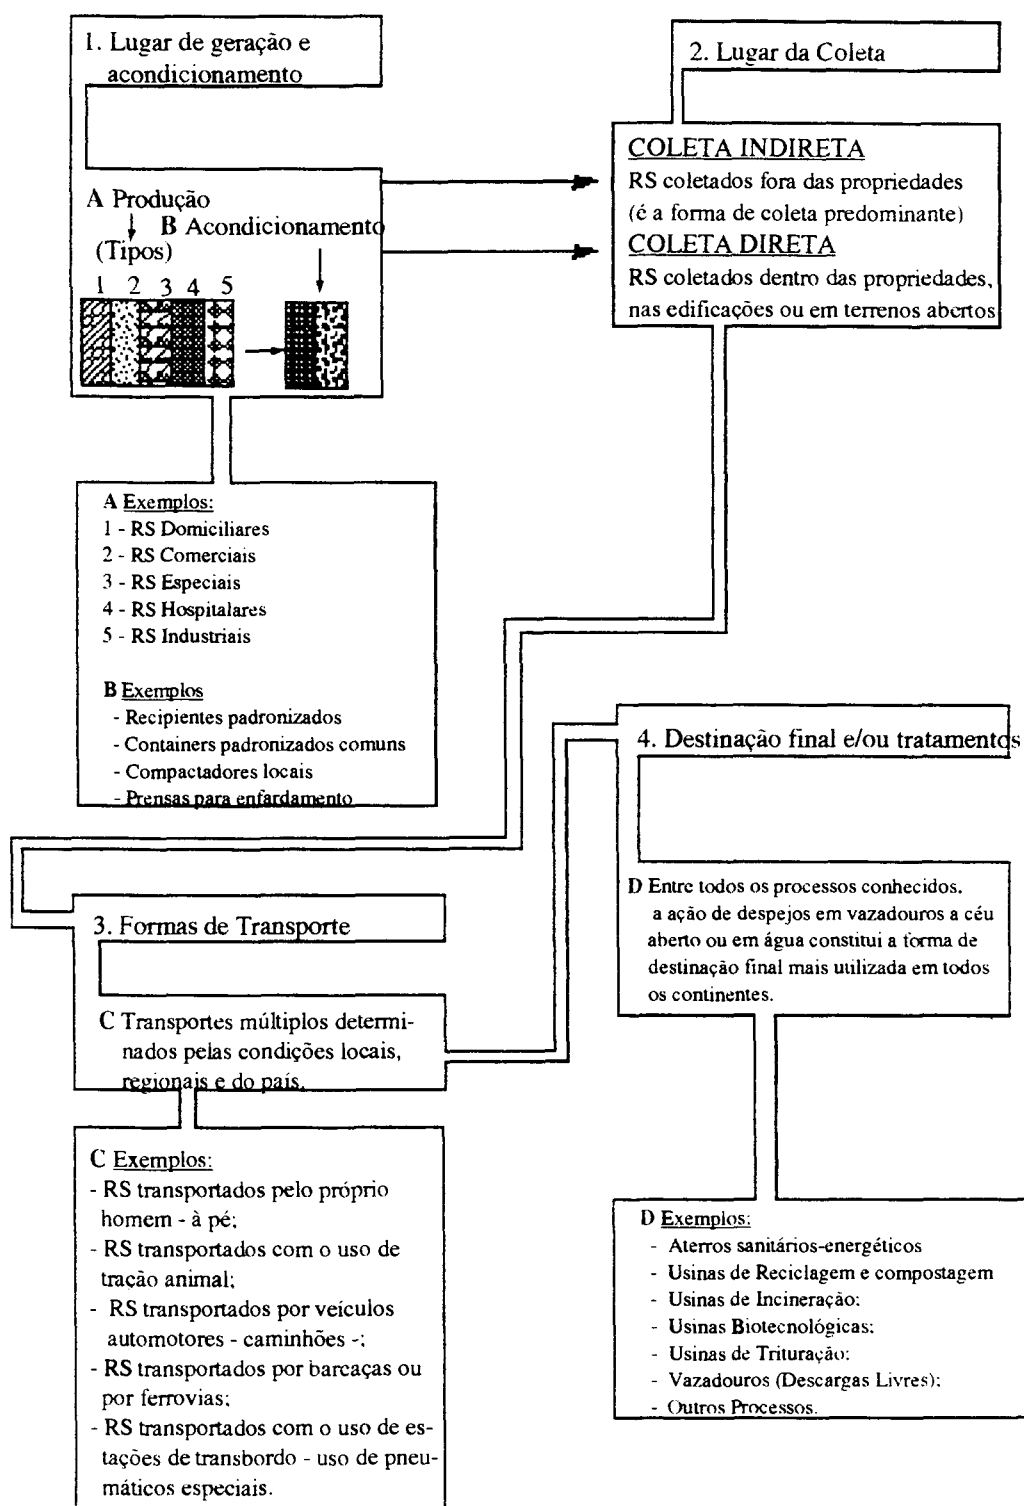 1. Lugar de geração e
acondicionamento
A Produção
B Acondicionamento
(Tipos)
1 2 3 4 5
A Exemplos:
1 - RS Domiciliares
2 - RS Comerciais
3 - RS Especiais
4 - RS Hospitalares
5 - RS Industriais
B Exemplos
- Recipientes padronizados
- Containers padronizados comuns
- Compactadores locais
- Prensas para enfardamento
2. Lugar da Coleta
COLETA INDIRETA
RS coletados fora das propriedades
(é a forma de coleta predominante)
COLETA DIRETA
RS coletados dentro das propriedades,
nas edificações ou em terrenos abertos
3. Formas de Transporte
C Transportes múltiplos determi-
nados pelas condições locais,
regionais e do país.
C Exemplos:
- RS transportados pelo próprio
homem - à pé;
- RS transportados com o uso de
tração animal;
- RS transportados por veículos
automotores - caminhões -;
- RS transportados por barcaças ou
por ferrovias;
- RS transportados com o uso de es-
tações de transbordo - uso de pneu-
máticos especiais.
4. Destinação final e/ou tratamentos
D Entre todos os processos conhecidos,
a ação de despejos em vazadouros a céu
aberto ou em água constitui a forma de
destinação final mais utilizada em todos
os continentes.
D Exemplos:
- Aterros sanitários-energéticos
- Usinas de Reciclagem e compostagem
- Usinas de Incineração;
- Usinas Biotecnológicas;
- Usinas de Trituração;
- Vazadouros (Descargas Livres);
- Outros Processos.